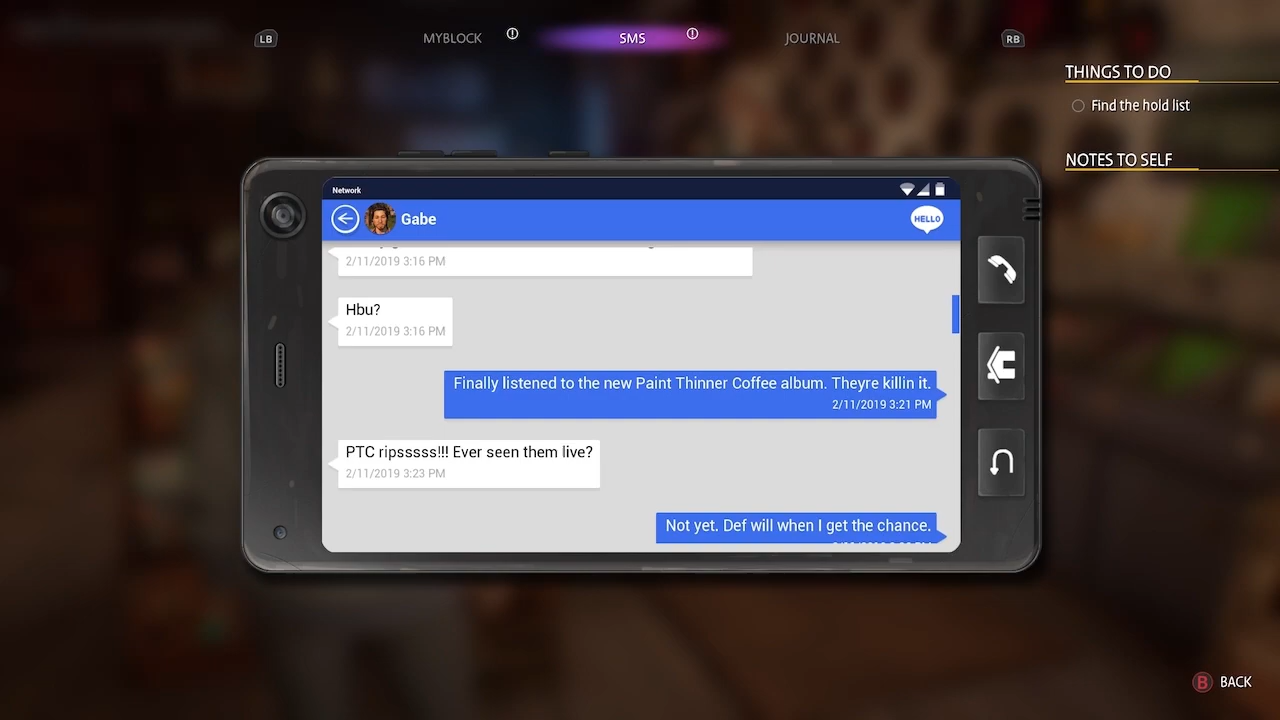 LB
MYBLOCK
SMS
JOURNAL
RB
THINGS TO DO
Find the hold list
NOTES TO SELF
Network
Gabe
HELLO
2/11/2019 3:16 PM
Hbu?
2/11/2019 3:16 PM
Finally listened to the new Paint Thinner Coffee album. Theyre killin it.
2/11/2019 3:21 PM
PTC ripsssss!!! Ever seen them live?
2/11/2019 3:23 PM
Not yet. Def will when I get the chance.
B BACK